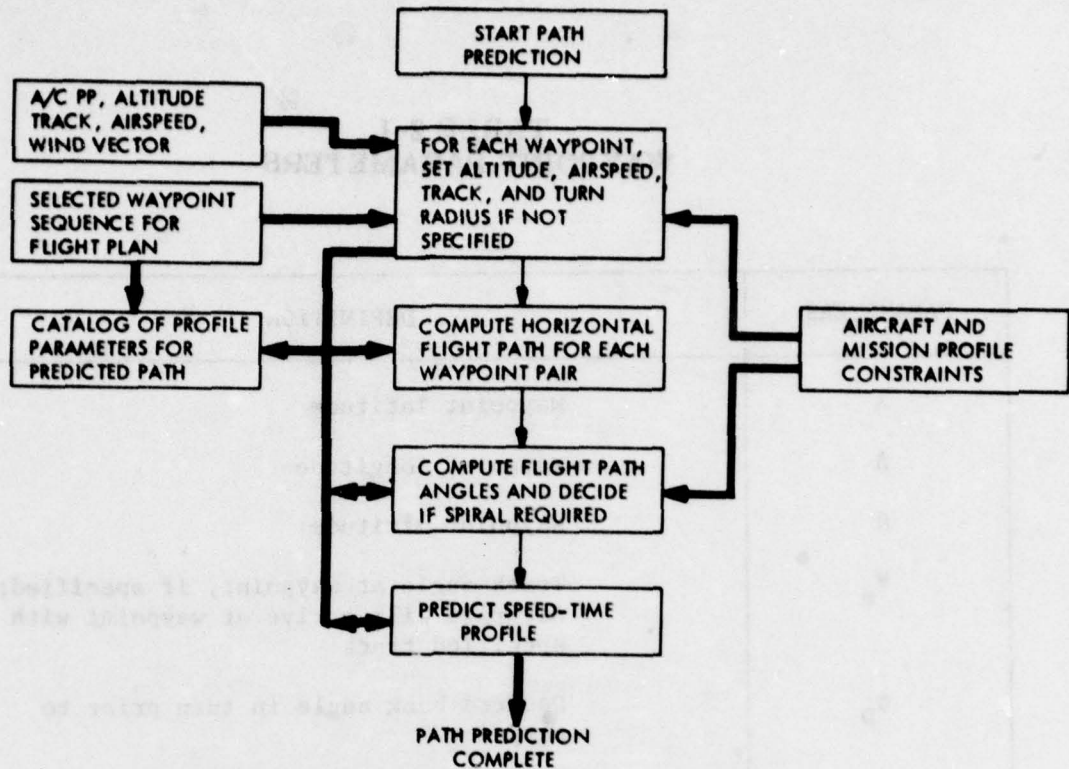 START PATH
PREDICTION
A/C PP, ALTITUDE
TRACK, AIRSPEED,
WIND VECTOR
FOR EACH WAYPOINT,
SET ALTITUDE, AIRSPEED,
TRACK, AND TURN
RADIUS IF NOT
SPECIFIED
SELECTED WAYPOINT
SEQUENCE FOR
FLIGHT PLAN
CATALOG OF PROFILE
PARAMETERS FOR
PREDICTED PATH
COMPUTE HORIZONTAL
FLIGHT PATH FOR EACH
WAYPOINT PAIR
AIRCRAFT AND
MISSION PROFILE
CONSTRAINTS
COMPUTE FLIGHT PATH
ANGLES AND DECIDE
IF SPIRAL REQUIRED
PREDICT SPEED-TIME
PROFILE
PATH PREDICTION
COMPLETE